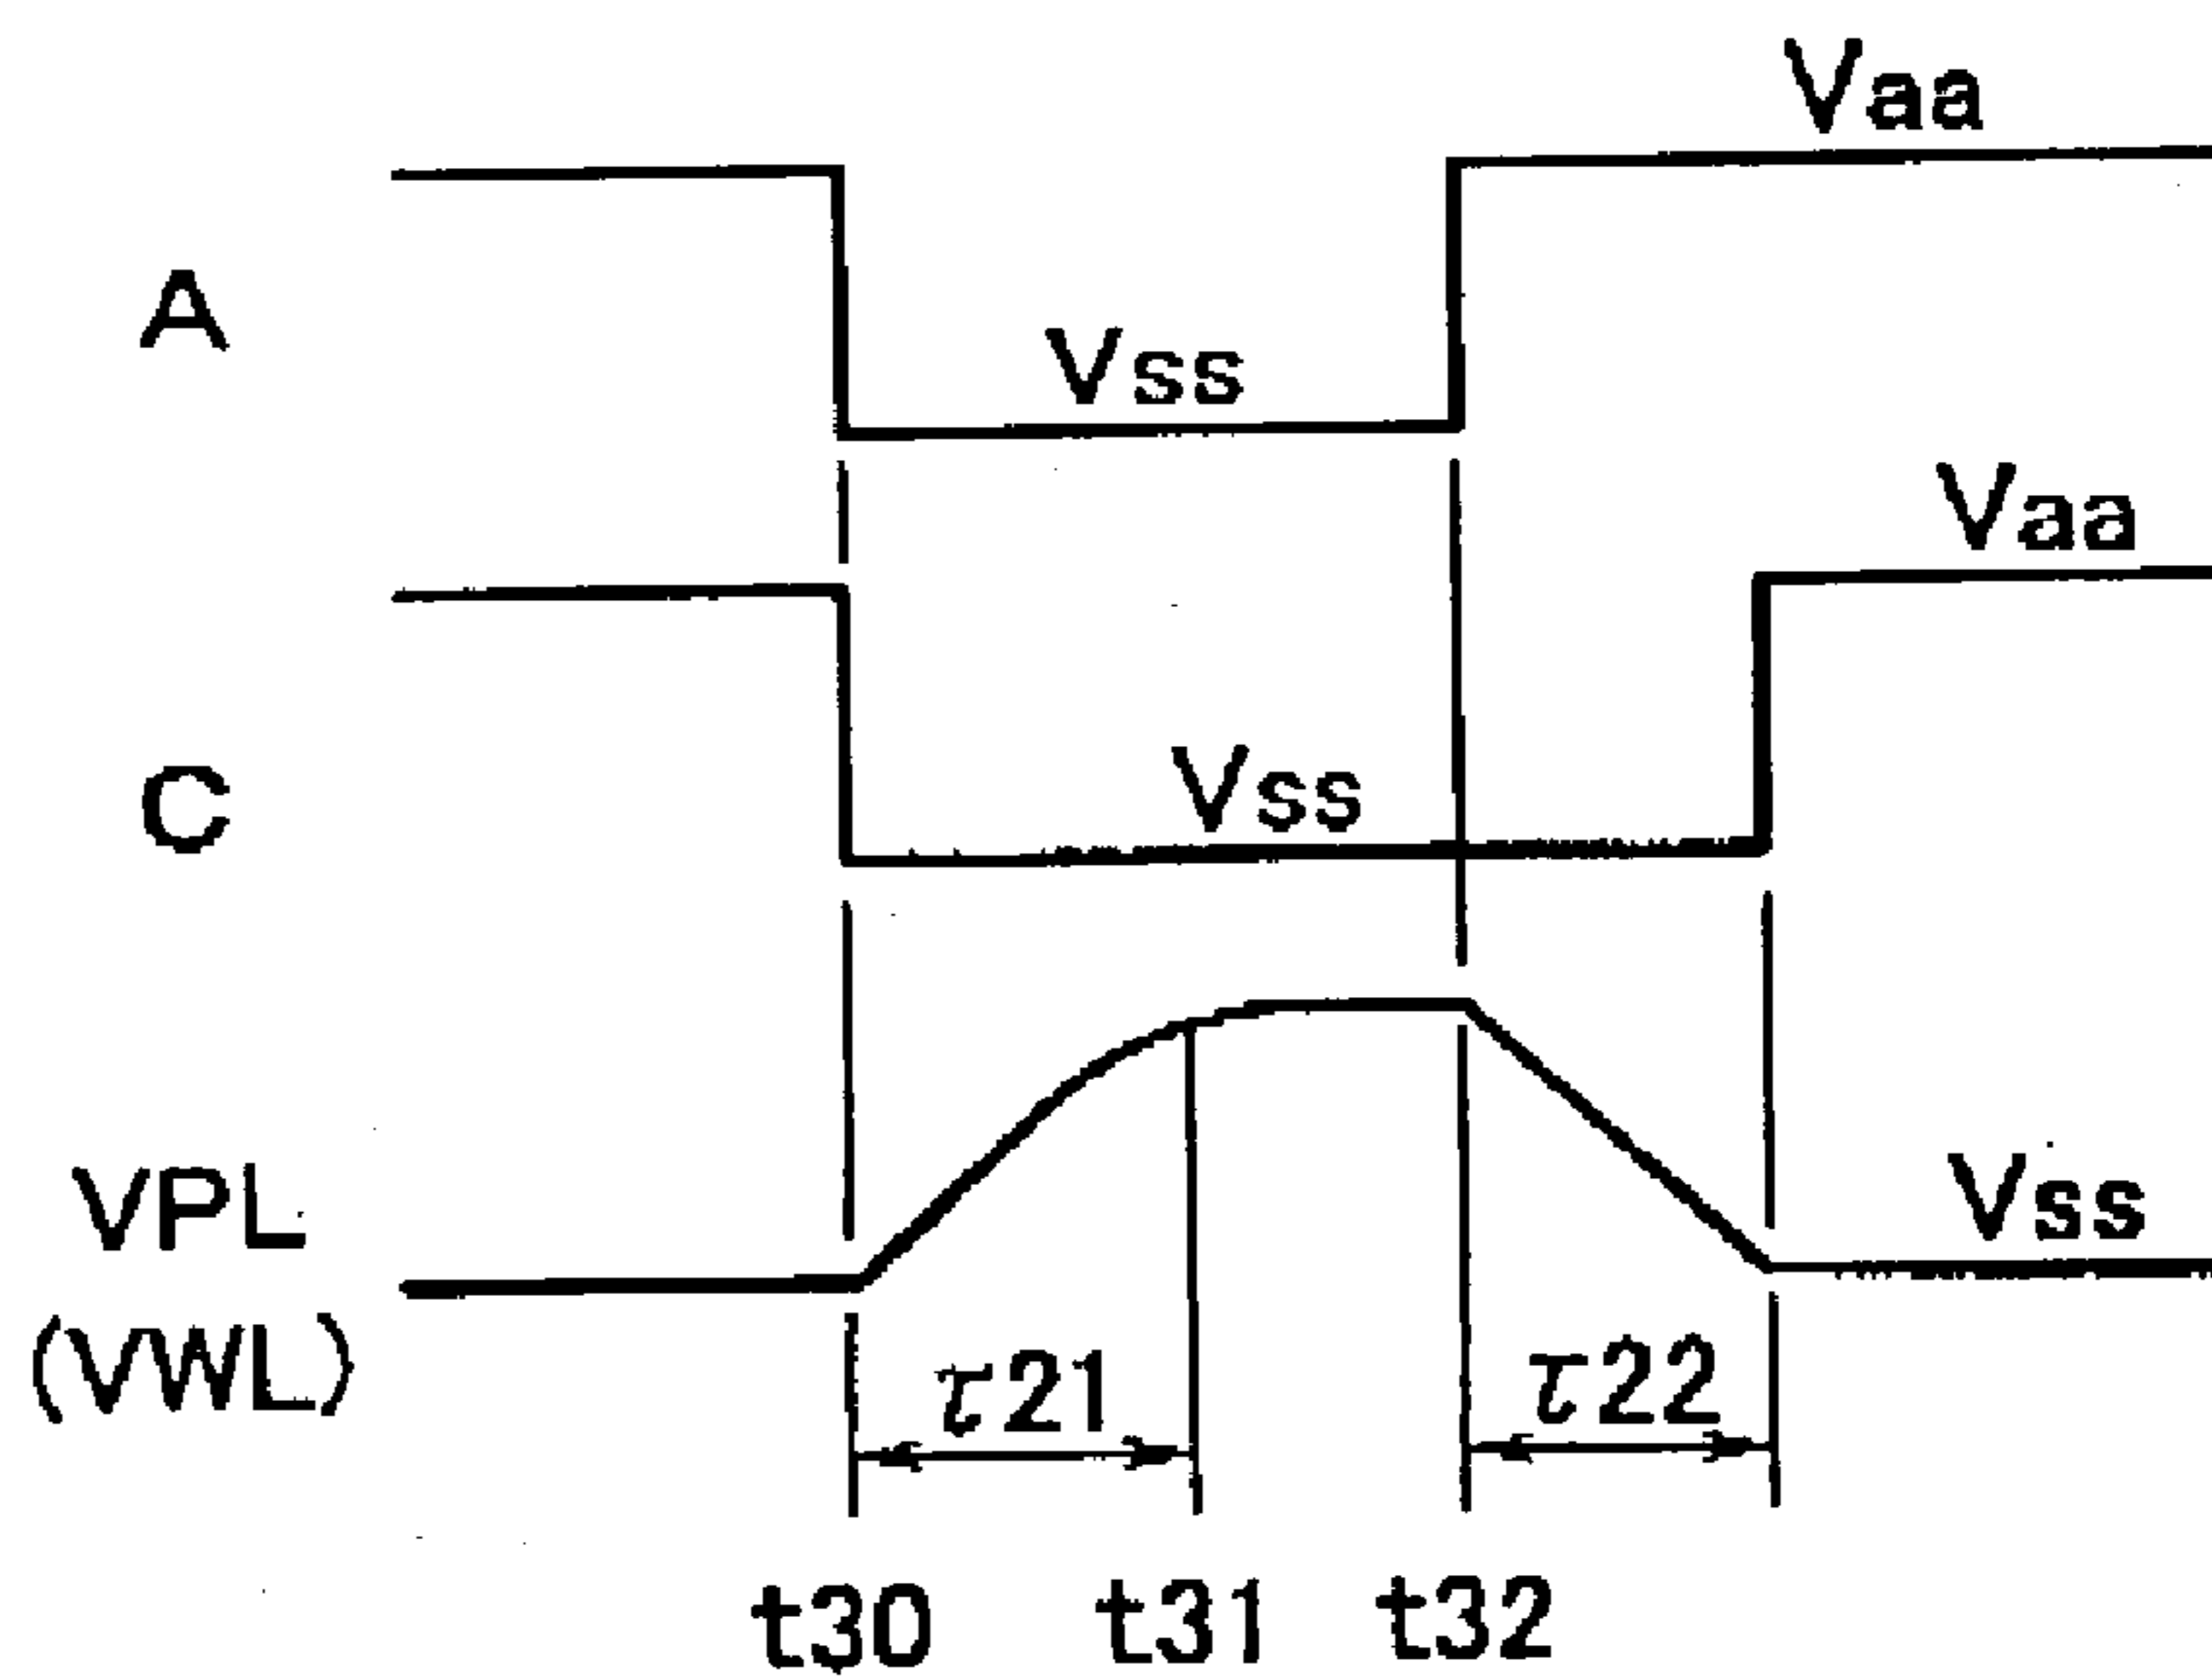 Vaa
A
Vss
Vaa
C
Vss
VPL
Vss
(VWL)
τ21
τ22
t30
t31
t32